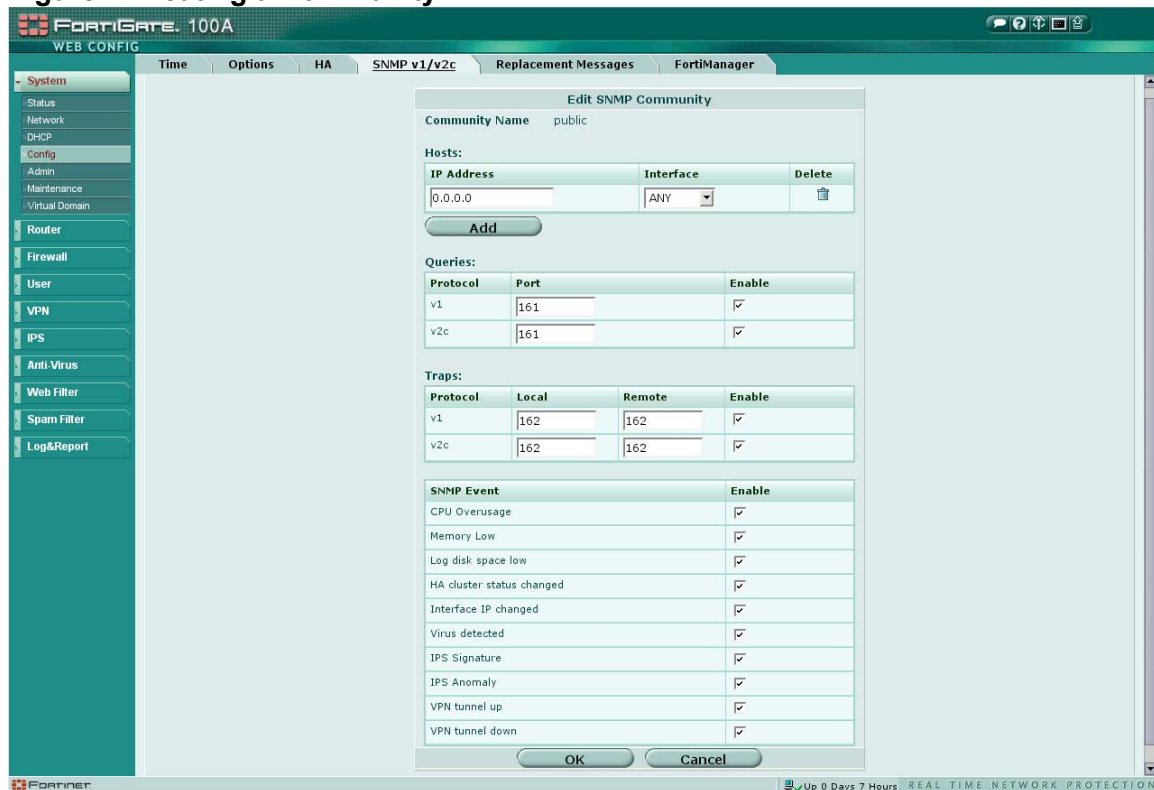 FORTIGATE. 100A
WEB CONFIG
Time Options HA SNMP v1/v2c Replacement Messages FortiManager
System
Status
Network
DHCP
Config
Admin
Maintenance
Virtual Domain
Router
Firewall
User
VPN
IPS
Anti-Virus
Web Filter
Spam Filter
Log&Report
Edit SNMP Community
Community Name public
Hosts:
IP Address Interface Delete
0.0.0.0 ANY
Add
Queries:
Protocol Port Enable
v1 161
v2c 161
Traps:
Protocol Local Remote Enable
v1 162 162
v2c 162 162
SNMP Event Enable
CPU Overusage
Memory Low
Log disk space low
HA cluster status changed
Interface IP changed
Virus detected
IPS Signature
IPS Anomaly
VPN tunnel up
VPN tunnel down
OK Cancel
FORTINET Up 0 Days 7 Hours REAL TIME NETWORK PROTECTION